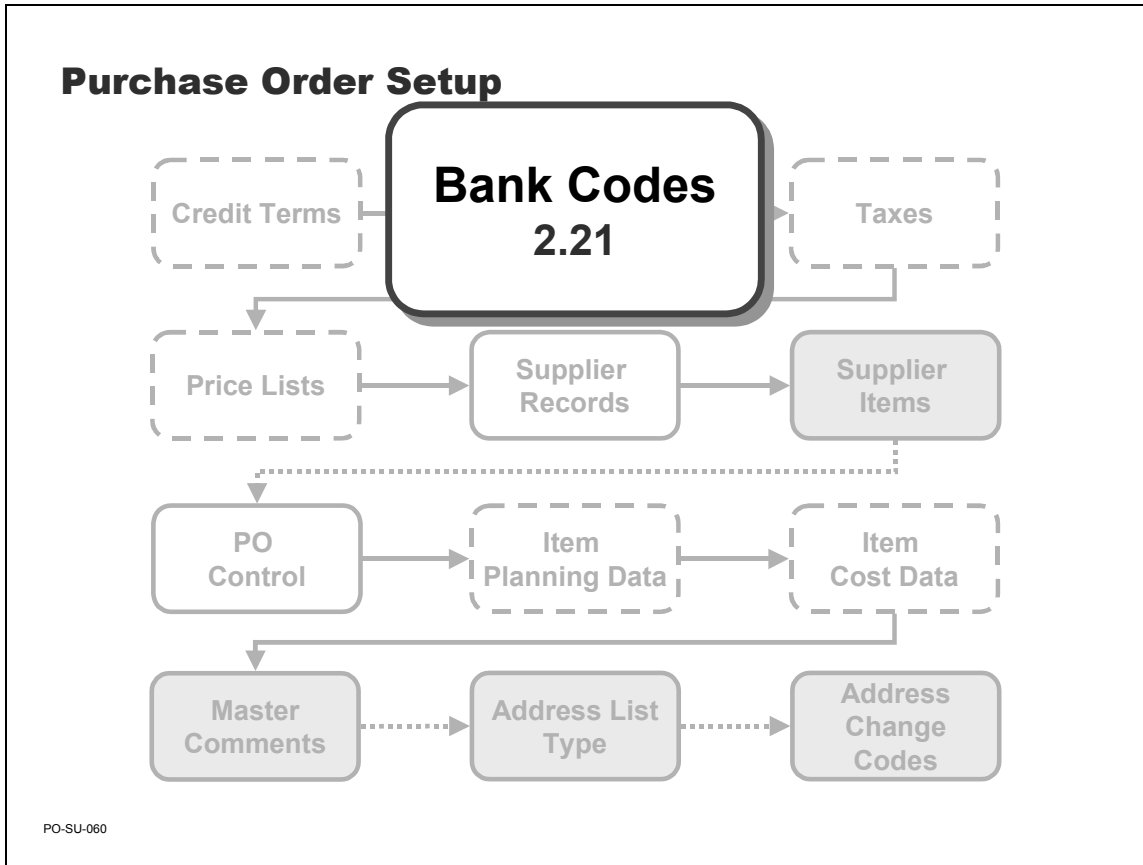 Purchase Order Setup
Credit Terms
Bank Codes
2.21
Taxes
Price Lists
Supplier
Records
Supplier
Items
PO
Control
Item
Planning Data
Item
Cost Data
Master
Comments
Address List
Type
Address
Change
Codes
PO-SU-060